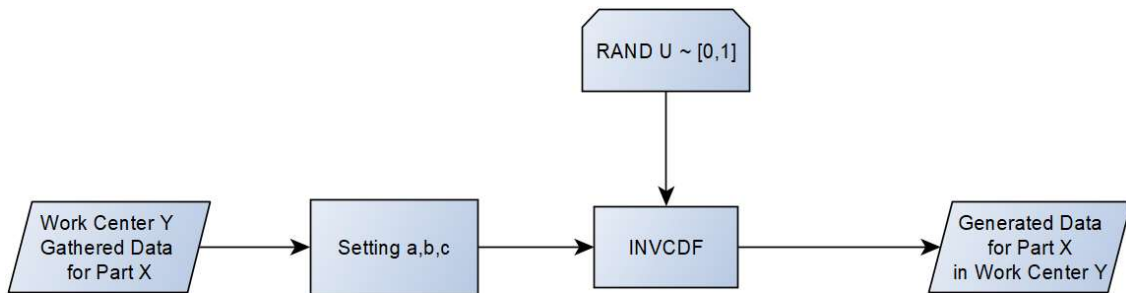 RAND U ~ [0,1]
Work Center Y
Gathered Data
for Part X
Setting a,b,c
INVCDF
Generated Data
for Part X
in Work Center Y